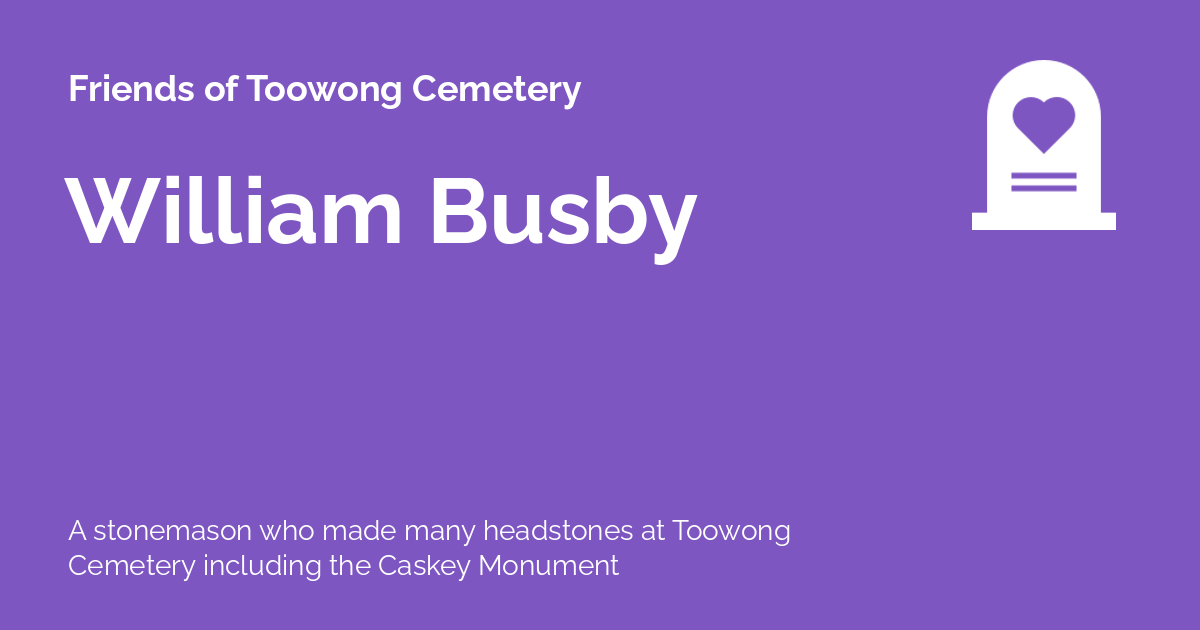 Friends of Toowong Cemetery
William Busby
A stonemason who made many headstones at Toowong
Cemetery including the Caskey Monument